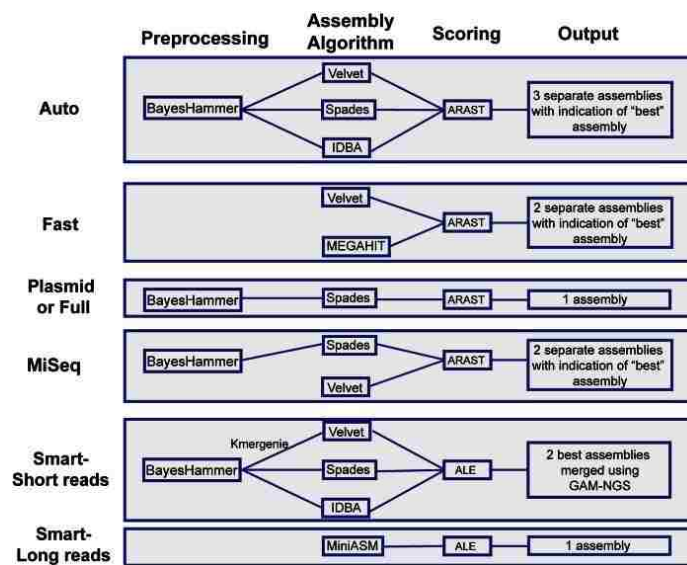 Preprocessing
Assembly
Algorithm
Scoring
Output
Auto
BayesHammer
Velvet
Spades
IDBA
ARAST
3 separate assemblies
with indication of "best"
assembly
Fast
Velvet
MEGAHIT
ARAST
2 separate assemblies
with indication of "best"
assembly
Plasmid
or Full
BayesHammer
Spades
ARAST
1 assembly
MiSeq
BayesHammer
Spades
Velvet
ARAST
2 separate assemblies
with indication of "best"
assembly
Smart-
Short reads
BayesHammer
Kmergenie
Velvet
Spades
IDBA
ALE
2 best assemblies
merged using
GAM-NGS
Smart-
Long reads
MiniASM
ALE
1 assembly